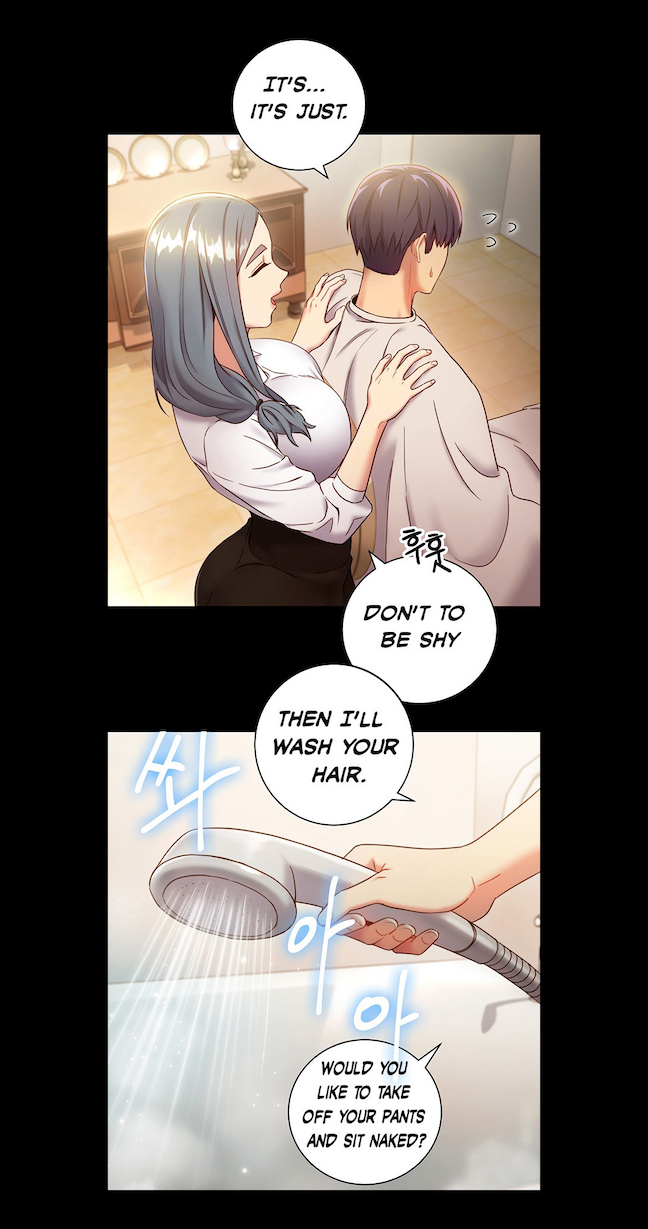 IT'S...
IT'S JUST.
후훗
DON'T TO
BE SHY
THEN I'LL
WASH YOUR
HAIR.
쏴
아
아
WOULD YOU
LIKE TO TAKE
OFF YOUR PANTS
AND SIT NAKED?